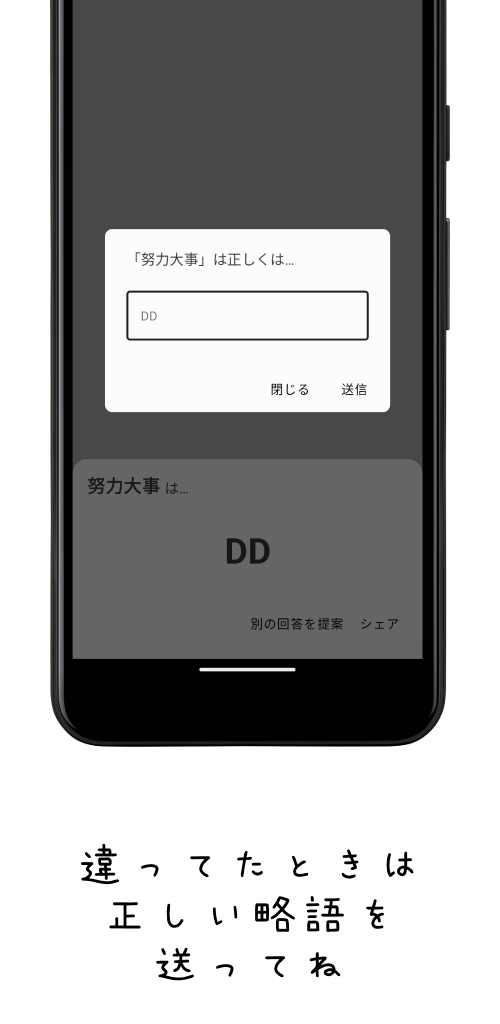 「努力大事」は正しくは...
DD
閉じる 送信
努力大事 は...
DD
別の回答を提案 シェア
違ってたときは
正しい略語を
送ってね